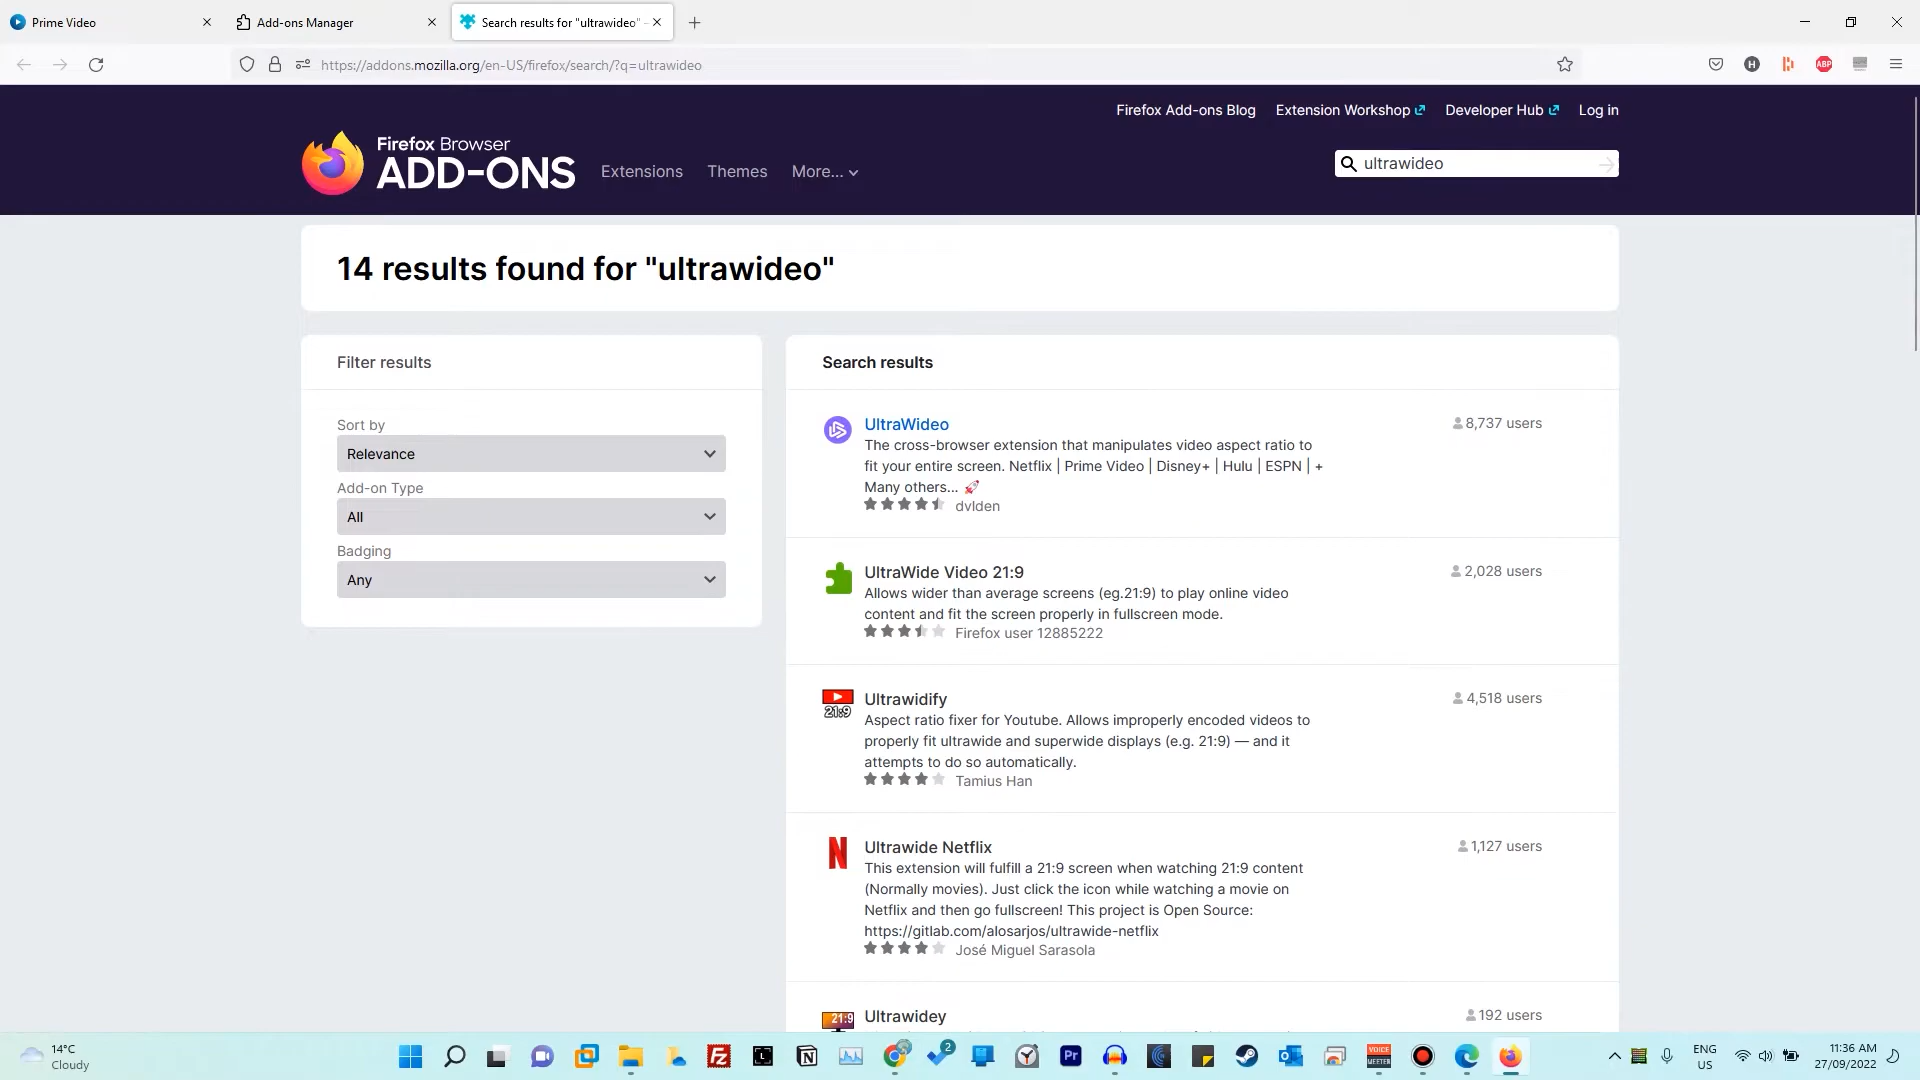 Prime Video
Add-ons Manager
Search results for "ultrawideo" -
https://addons.mozilla.org/en-US/firefox/search/?q=ultrawideo
H
ABP
Firefox Add-ons Blog
Extension Workshop
Developer Hub
Log in
Firefox Browser
ADD-ONS
Extensions
Themes
More...
ultrawideo
14 results found for "ultrawideo"
Filter results
Sort by
Relevance
Add-on Type
All
Badging
Any
Search results
UltraWideo
8,737 users
The cross-browser extension that manipulates video aspect ratio to
fit your entire screen. Netflix | Prime Video | Disney+ | Hulu | ESPN | +
Many others... 🚀
dvlden
UltraWide Video 21:9
2,028 users
Allows wider than average screens (eg.21:9) to play online video
content and fit the screen properly in fullscreen mode.
Firefox user 12885222
21:9
Ultrawidify
4,518 users
Aspect ratio fixer for Youtube. Allows improperly encoded videos to
properly fit ultrawide and superwide displays (e.g. 21:9) — and it
attempts to do so automatically.
Tamius Han
N
Ultrawide Netflix
1,127 users
This extension will fulfill a 21:9 screen when watching 21:9 content
(Normally movies). Just click the icon while watching a movie on
Netflix and then go fullscreen! This project is Open Source:
https://gitlab.com/alosarjos/ultrawide-netflix
José Miguel Sarasola
21:9
Ultrawidey
192 users
14°C
Cloudy
FZ
L
N
2
Pr
VOICE
MEETER
ENG
US
11:36 AM
27/09/2022